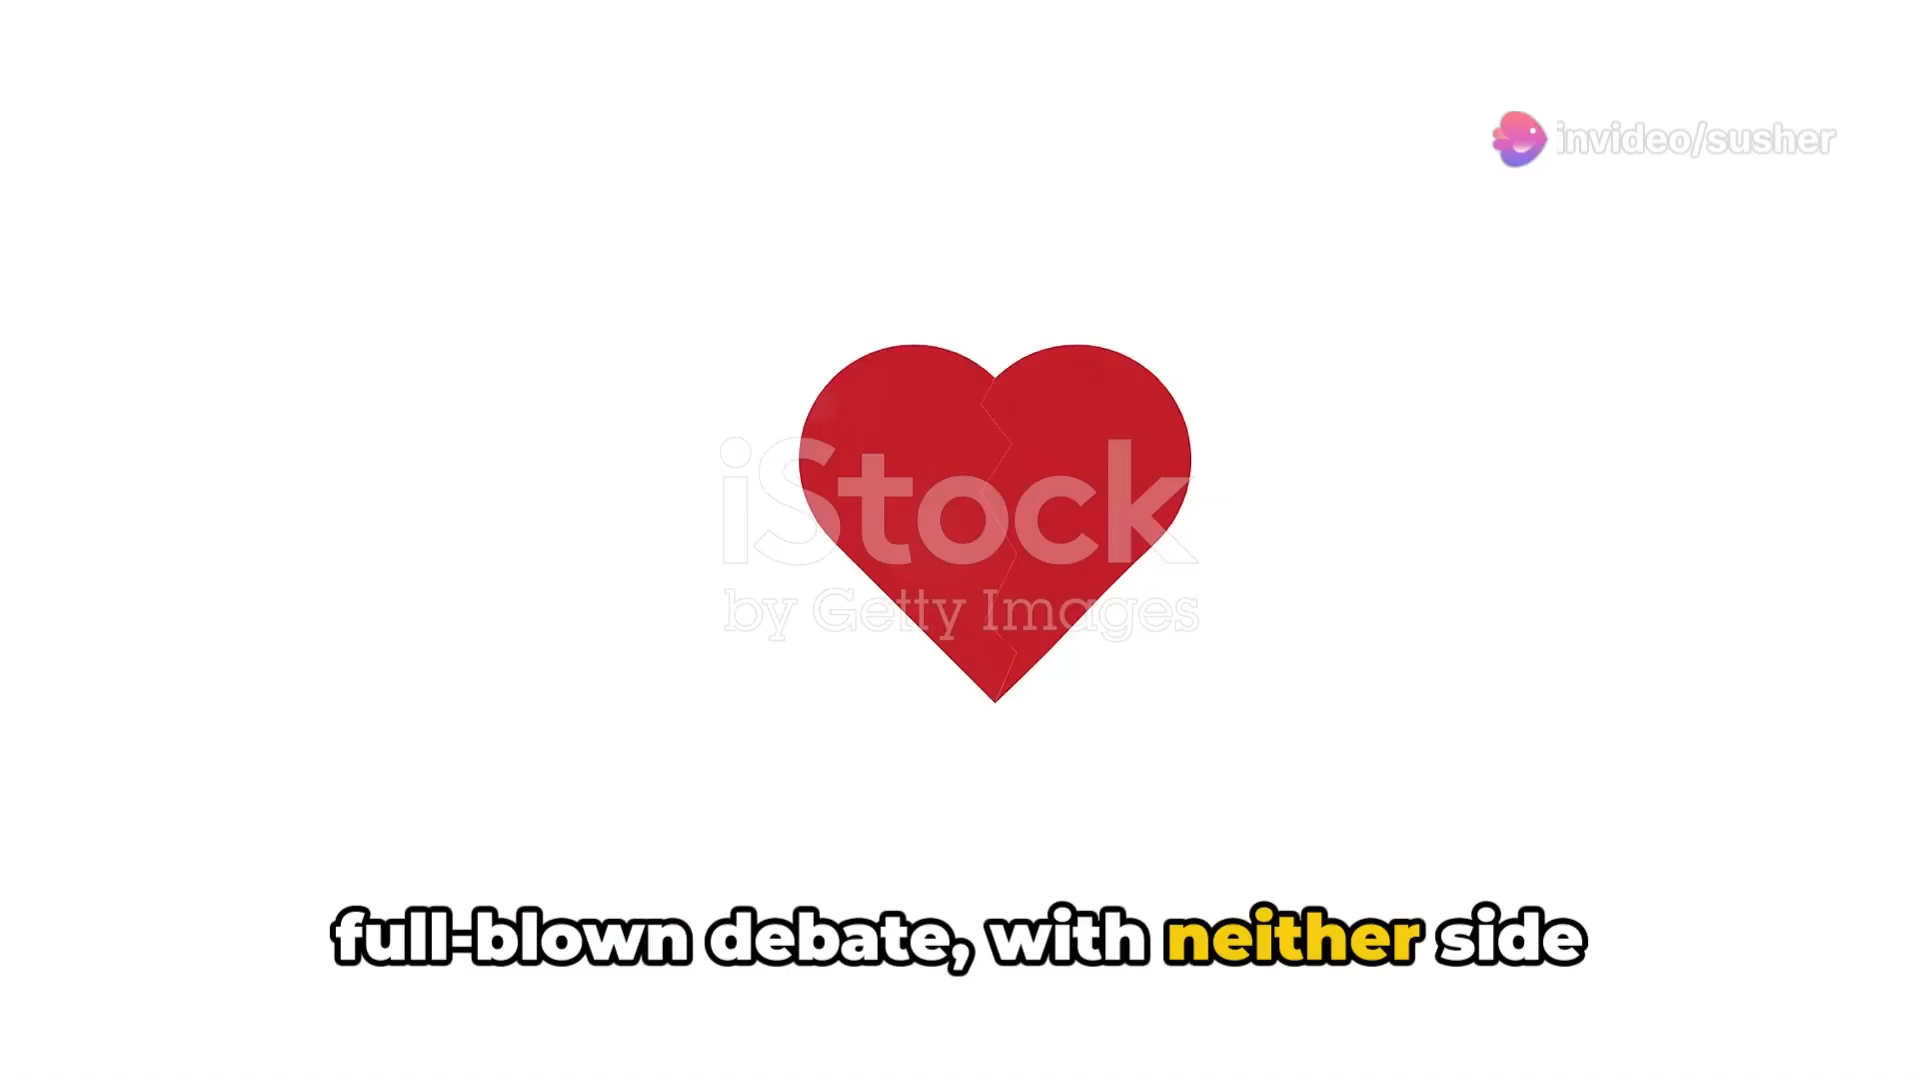 invideo/susher
iStock
by Getty Images
full-blown debate, with neither side